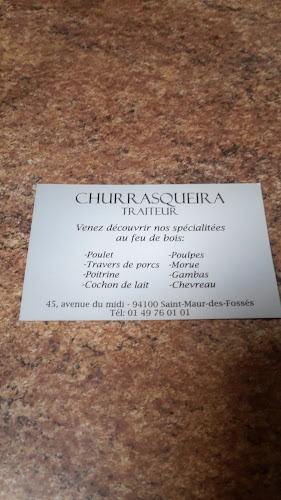 CHURRASQUEIRA
TRAITEUR
Venez découvrir nos spécialitées
au feu de bois:
-Poulet -Poulpes
-Travers de porcs -Morue
-Poitrine -Gambas
-Cochon de lait -Chevreau
45, avenue du midi - 94100 Saint-Maur-des-Fossés
Tél: 01 49 76 01 01